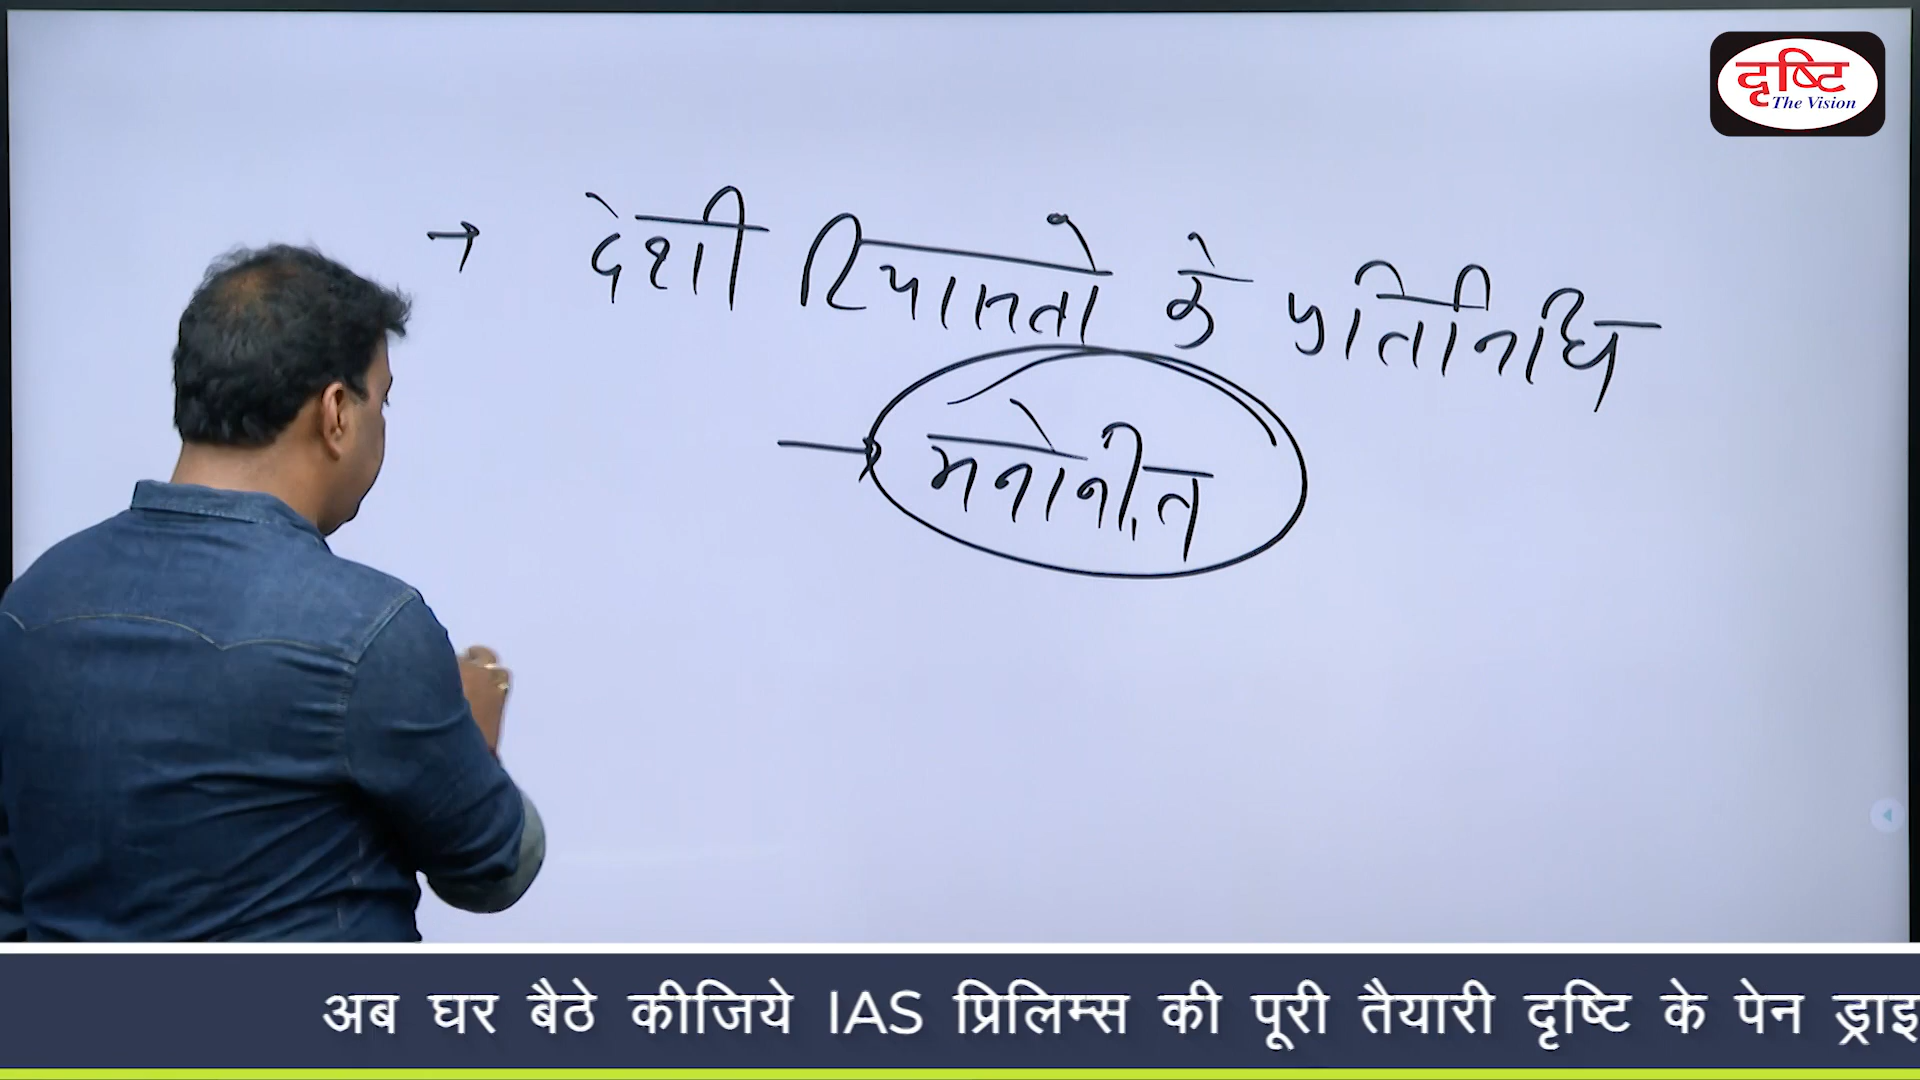 दृष्टि
The Vision
→ देशी रियासतो के प्रतिनिधि
→ मनोनीत
अब घर बैठे कीजिये IAS प्रिलिम्स की पूरी तैयारी दृष्टि के पेन ड्राइ